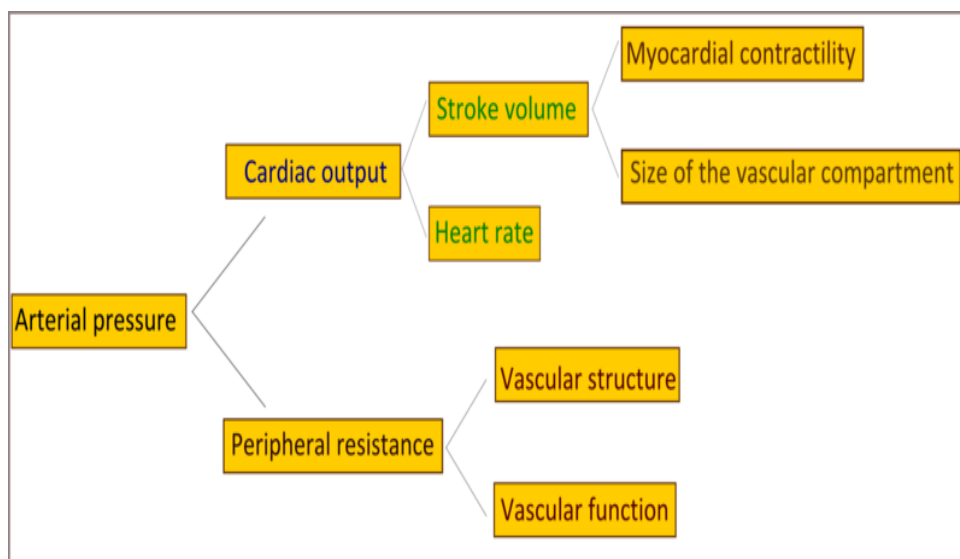 Myocardial contractility
Stroke volume
Cardiac output
Size of the vascular compartment
Heart rate
Arterial pressure
Vascular structure
Peripheral resistance
Vascular function